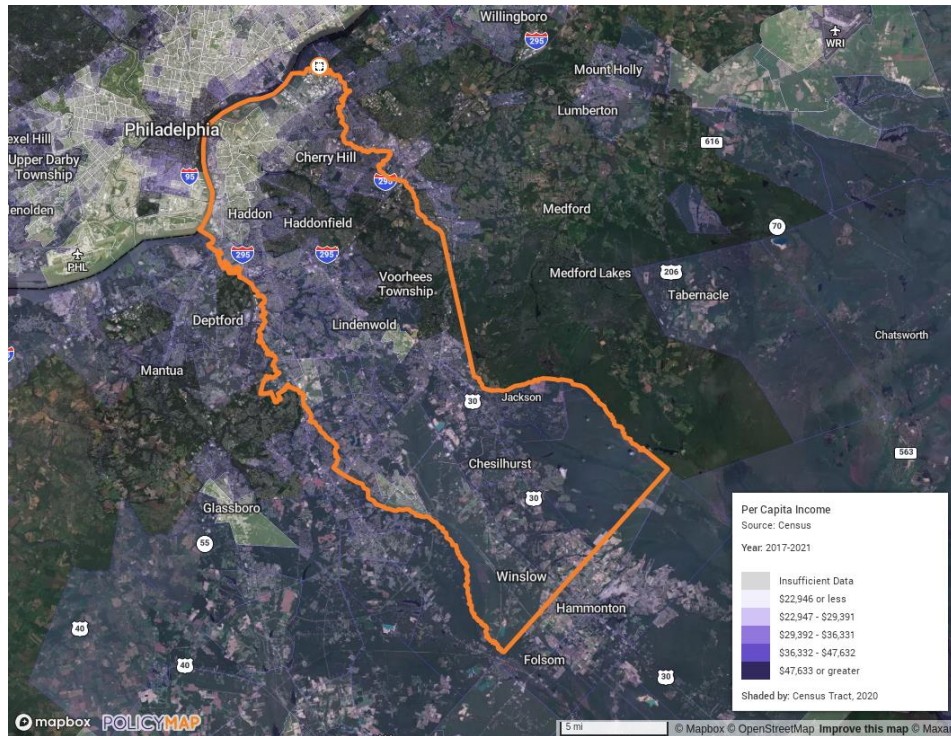 Willingboro
295
WRI
Mount Holly
Lumberton
Philadelphia
exel Hill
616
Upper Darby
Township
Cherry Hill
95
295
enolden
Haddon
Haddonfield
Medford
70
PHL
295
295
Voorhees
Township
Medford Lakes
206
Tabernacle
Deptford
Lindenwold
Chatsworth
Mantua
30
Jackson
563
Chesilhurst
30
Glassboro
55
Winslow
Hammonton
40
40
Folsom
30
Per Capita Income
Source: Census
Year: 2017-2021
Insufficient Data
$22,946 or less
$22,947 - $29,391
$29,392 - $36,331
$36,332 - $47,632
$47,633 or greater
Shaded by: Census Tract, 2020
mapbox POLICYMAP
5 mi
© Mapbox © OpenStreetMap Improve this map © Maxar